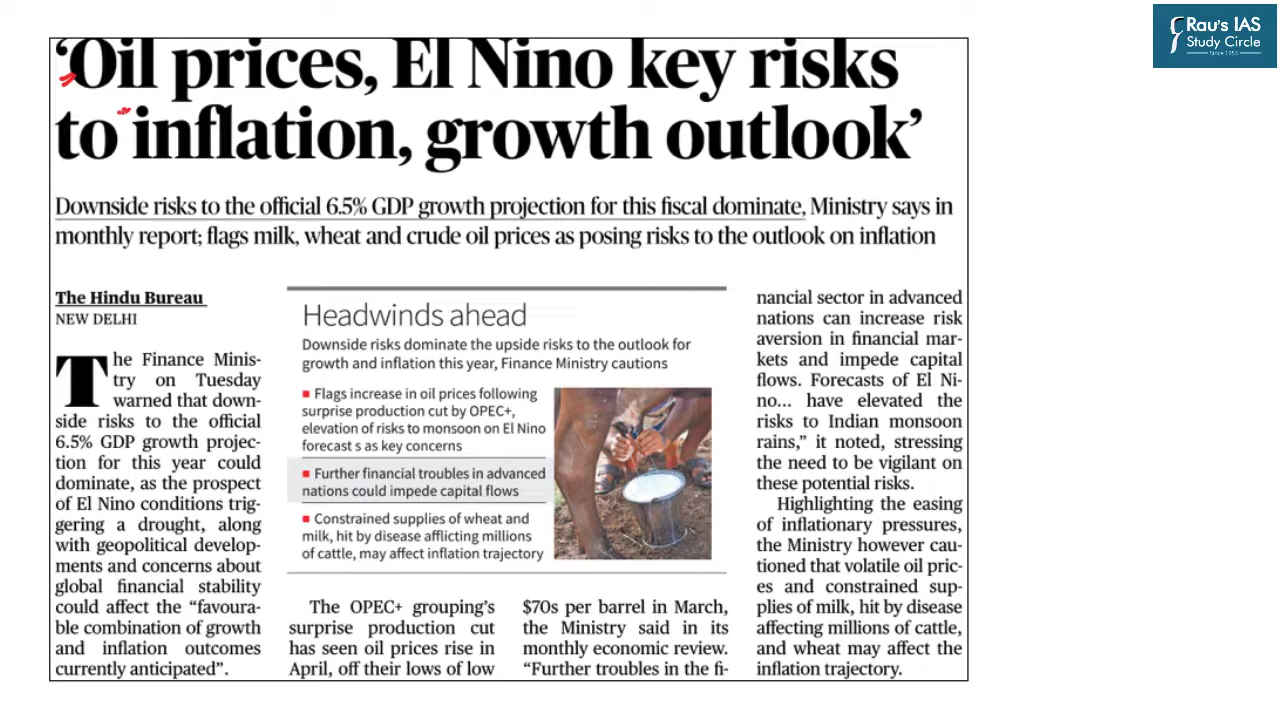 ‘Oil prices, El Nino key risks
to inflation, growth outlook’
Downside risks to the official 6.5% GDP growth projection for this fiscal dominate, Ministry says in
monthly report; flags milk, wheat and crude oil prices as posing risks to the outlook on inflation
The Hindu Bureau
NEW DELHI
The Finance Minis-
try on Tuesday
warned that down-
side risks to the official
6.5% GDP growth projec-
tion for this year could
dominate, as the prospect
of El Nino conditions trig-
gering a drought, along
with geopolitical develop-
ments and concerns about
global financial stability
could affect the “favoura-
ble combination of growth
and inflation outcomes
currently anticipated”.
Headwinds ahead
Downside risks dominate the upside risks to the outlook for
growth and inflation this year, Finance Ministry cautions
■ Flags increase in oil prices following
surprise production cut by OPEC+,
elevation of risks to monsoon on El Nino
forecast s as key concerns
■ Further financial troubles in advanced
nations could impede capital flows
■ Constrained supplies of wheat and
milk, hit by disease afflicting millions
of cattle, may affect inflation trajectory
The OPEC+ grouping’s
surprise production cut
has seen oil prices rise in
April, off their lows of low
$70s per barrel in March,
the Ministry said in its
monthly economic review.
“Further troubles in the fi-
nancial sector in advanced
nations can increase risk
aversion in financial mar-
kets and impede capital
flows. Forecasts of El Ni-
no... have elevated the
risks to Indian monsoon
rains,” it noted, stressing
the need to be vigilant on
these potential risks.
Highlighting the easing
of inflationary pressures,
the Ministry however cau-
tioned that volatile oil pric-
es and constrained sup-
plies of milk, hit by disease
affecting millions of cattle,
and wheat may affect the
inflation trajectory.
Rau's IAS
Study Circle
Since 1953